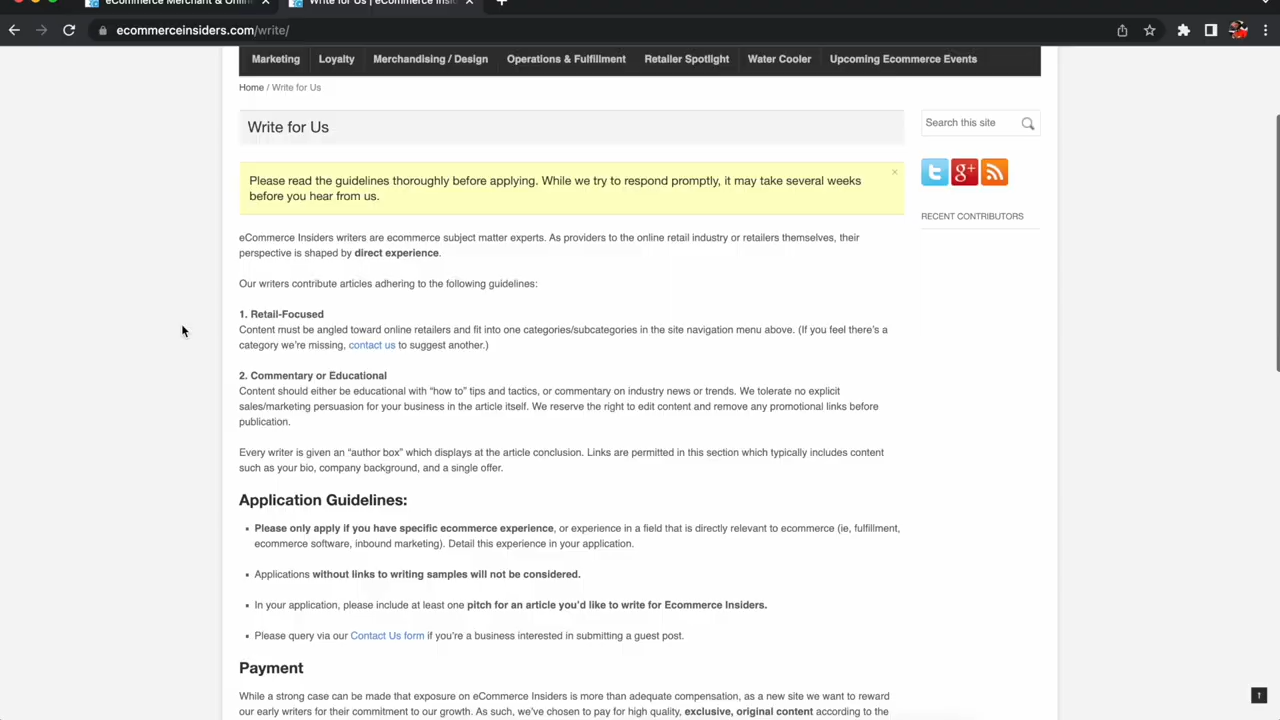 eCommerce Merchant & Onlin
Write for Us | eCommerce Insi
ecommerceinsiders.com/write/
Marketing Loyalty Merchandising / Design Operations & Fulfillment Retailer Spotlight Water Cooler Upcoming Ecommerce Events
Home / Write for Us
Write for Us
Search this site
Please read the guidelines thoroughly before applying. While we try to respond promptly, it may take several weeks
before you hear from us.
RECENT CONTRIBUTORS
eCommerce Insiders writers are ecommerce subject matter experts. As providers to the online retail industry or retailers themselves, their
perspective is shaped by direct experience.
Our writers contribute articles adhering to the following guidelines:
1. Retail-Focused
Content must be angled toward online retailers and fit into one categories/subcategories in the site navigation menu above. (If you feel there's a
category we're missing, contact us to suggest another.)
2. Commentary or Educational
Content should either be educational with "how to" tips and tactics, or commentary on industry news or trends. We tolerate no explicit
sales/marketing persuasion for your business in the article itself. We reserve the right to edit content and remove any promotional links before
publication.
Every writer is given an "author box" which displays at the article conclusion. Links are permitted in this section which typically includes content
such as your bio, company background, and a single offer.
Application Guidelines:
Please only apply if you have specific ecommerce experience, or experience in a field that is directly relevant to ecommerce (ie, fulfillment,
ecommerce software, inbound marketing). Detail this experience in your application.
Applications without links to writing samples will not be considered.
In your application, please include at least one pitch for an article you'd like to write for Ecommerce Insiders.
Please query via our Contact Us form if you're a business interested in submitting a guest post.
Payment
While a strong case can be made that exposure on eCommerce Insiders is more than adequate compensation, as a new site we want to reward
our early writers for their commitment to our growth. As such, we've chosen to pay for high quality, exclusive, original content according to the